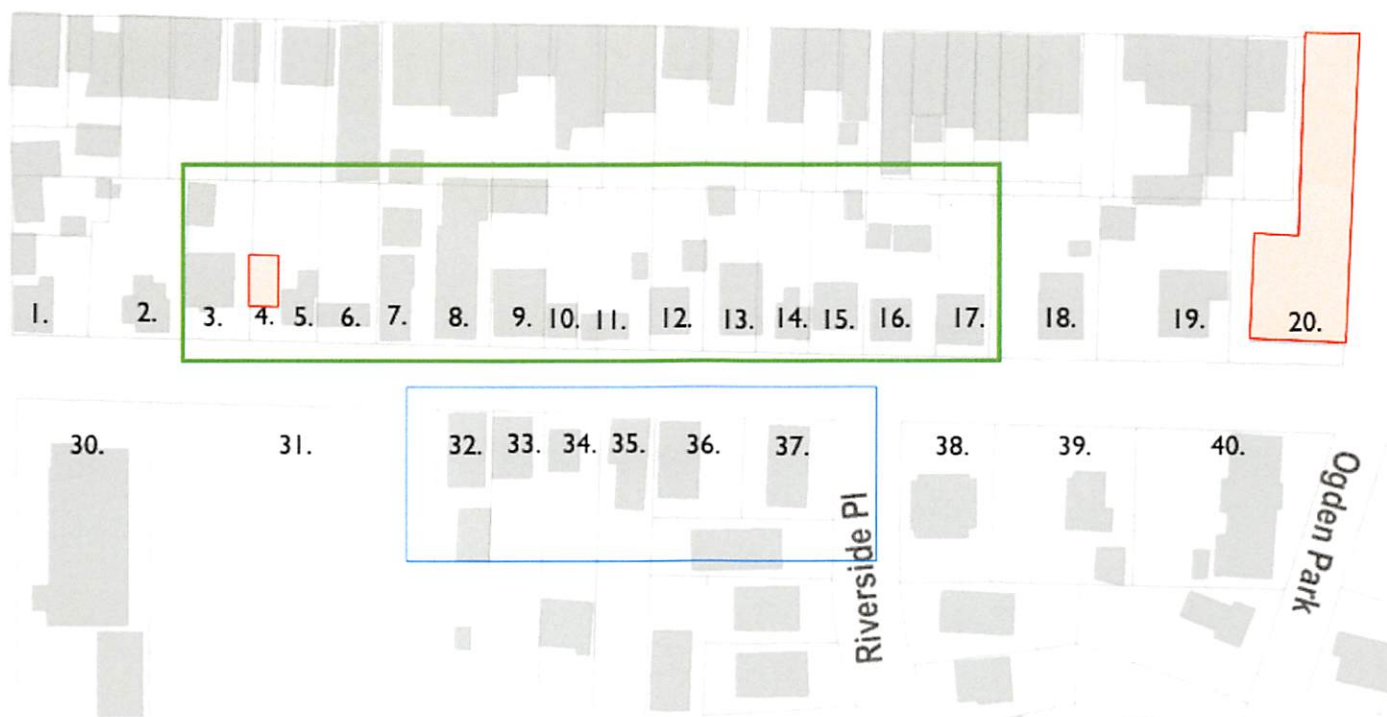 1. 2. 3. 4. 5. 6. 7. 8. 9. 10. 11. 12. 13. 14. 15. 16. 17. 18. 19. 20.
30. 31. 32. 33. 34. 35. 36. 37. 38. 39. 40.
Riverside Pl
Ogden Park